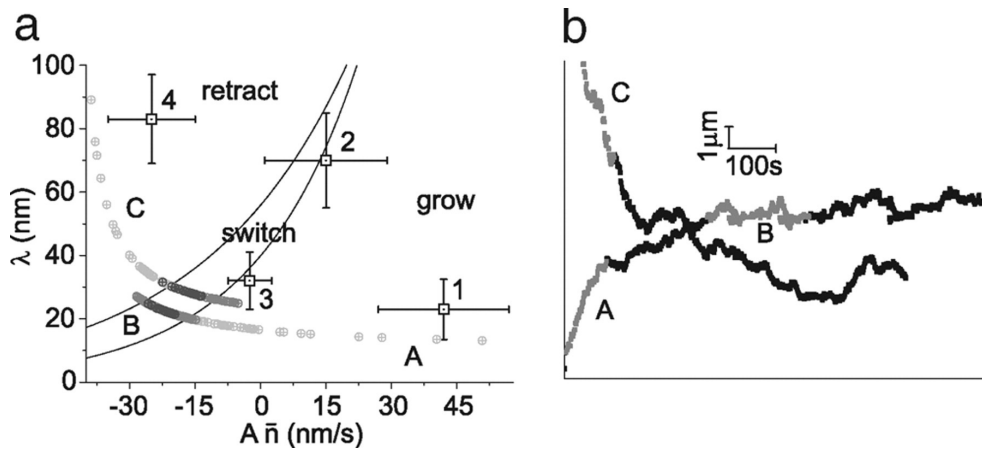 a
b
100
80
60
40
20
0
λ (nm)
-30 -15 0 15 30 45
A n̄ (nm/s)
4
retract
2
C
grow
switch
3
1
B
A
C
1µm
100s
B
A